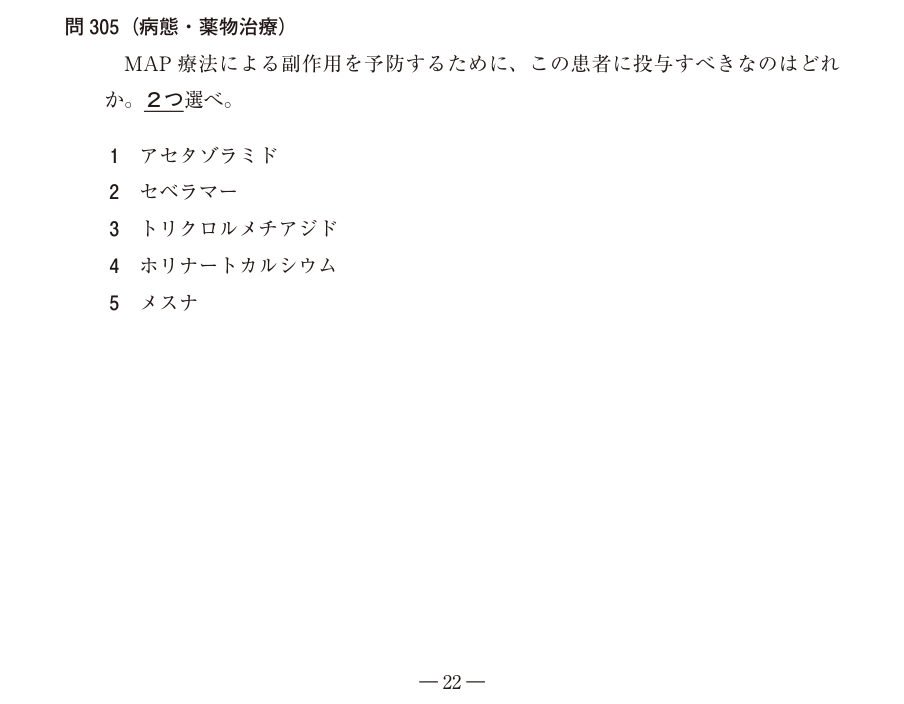 問 305（病態・薬物治療）
MAP 療法による副作用を予防するために、この患者に投与すべきなのはどれ
か。２つ選べ。
1　アセタゾラミド
2　セベラマー
3　トリクロルメチアジド
4　ホリナートカルシウム
5　メスナ
― 22 ―